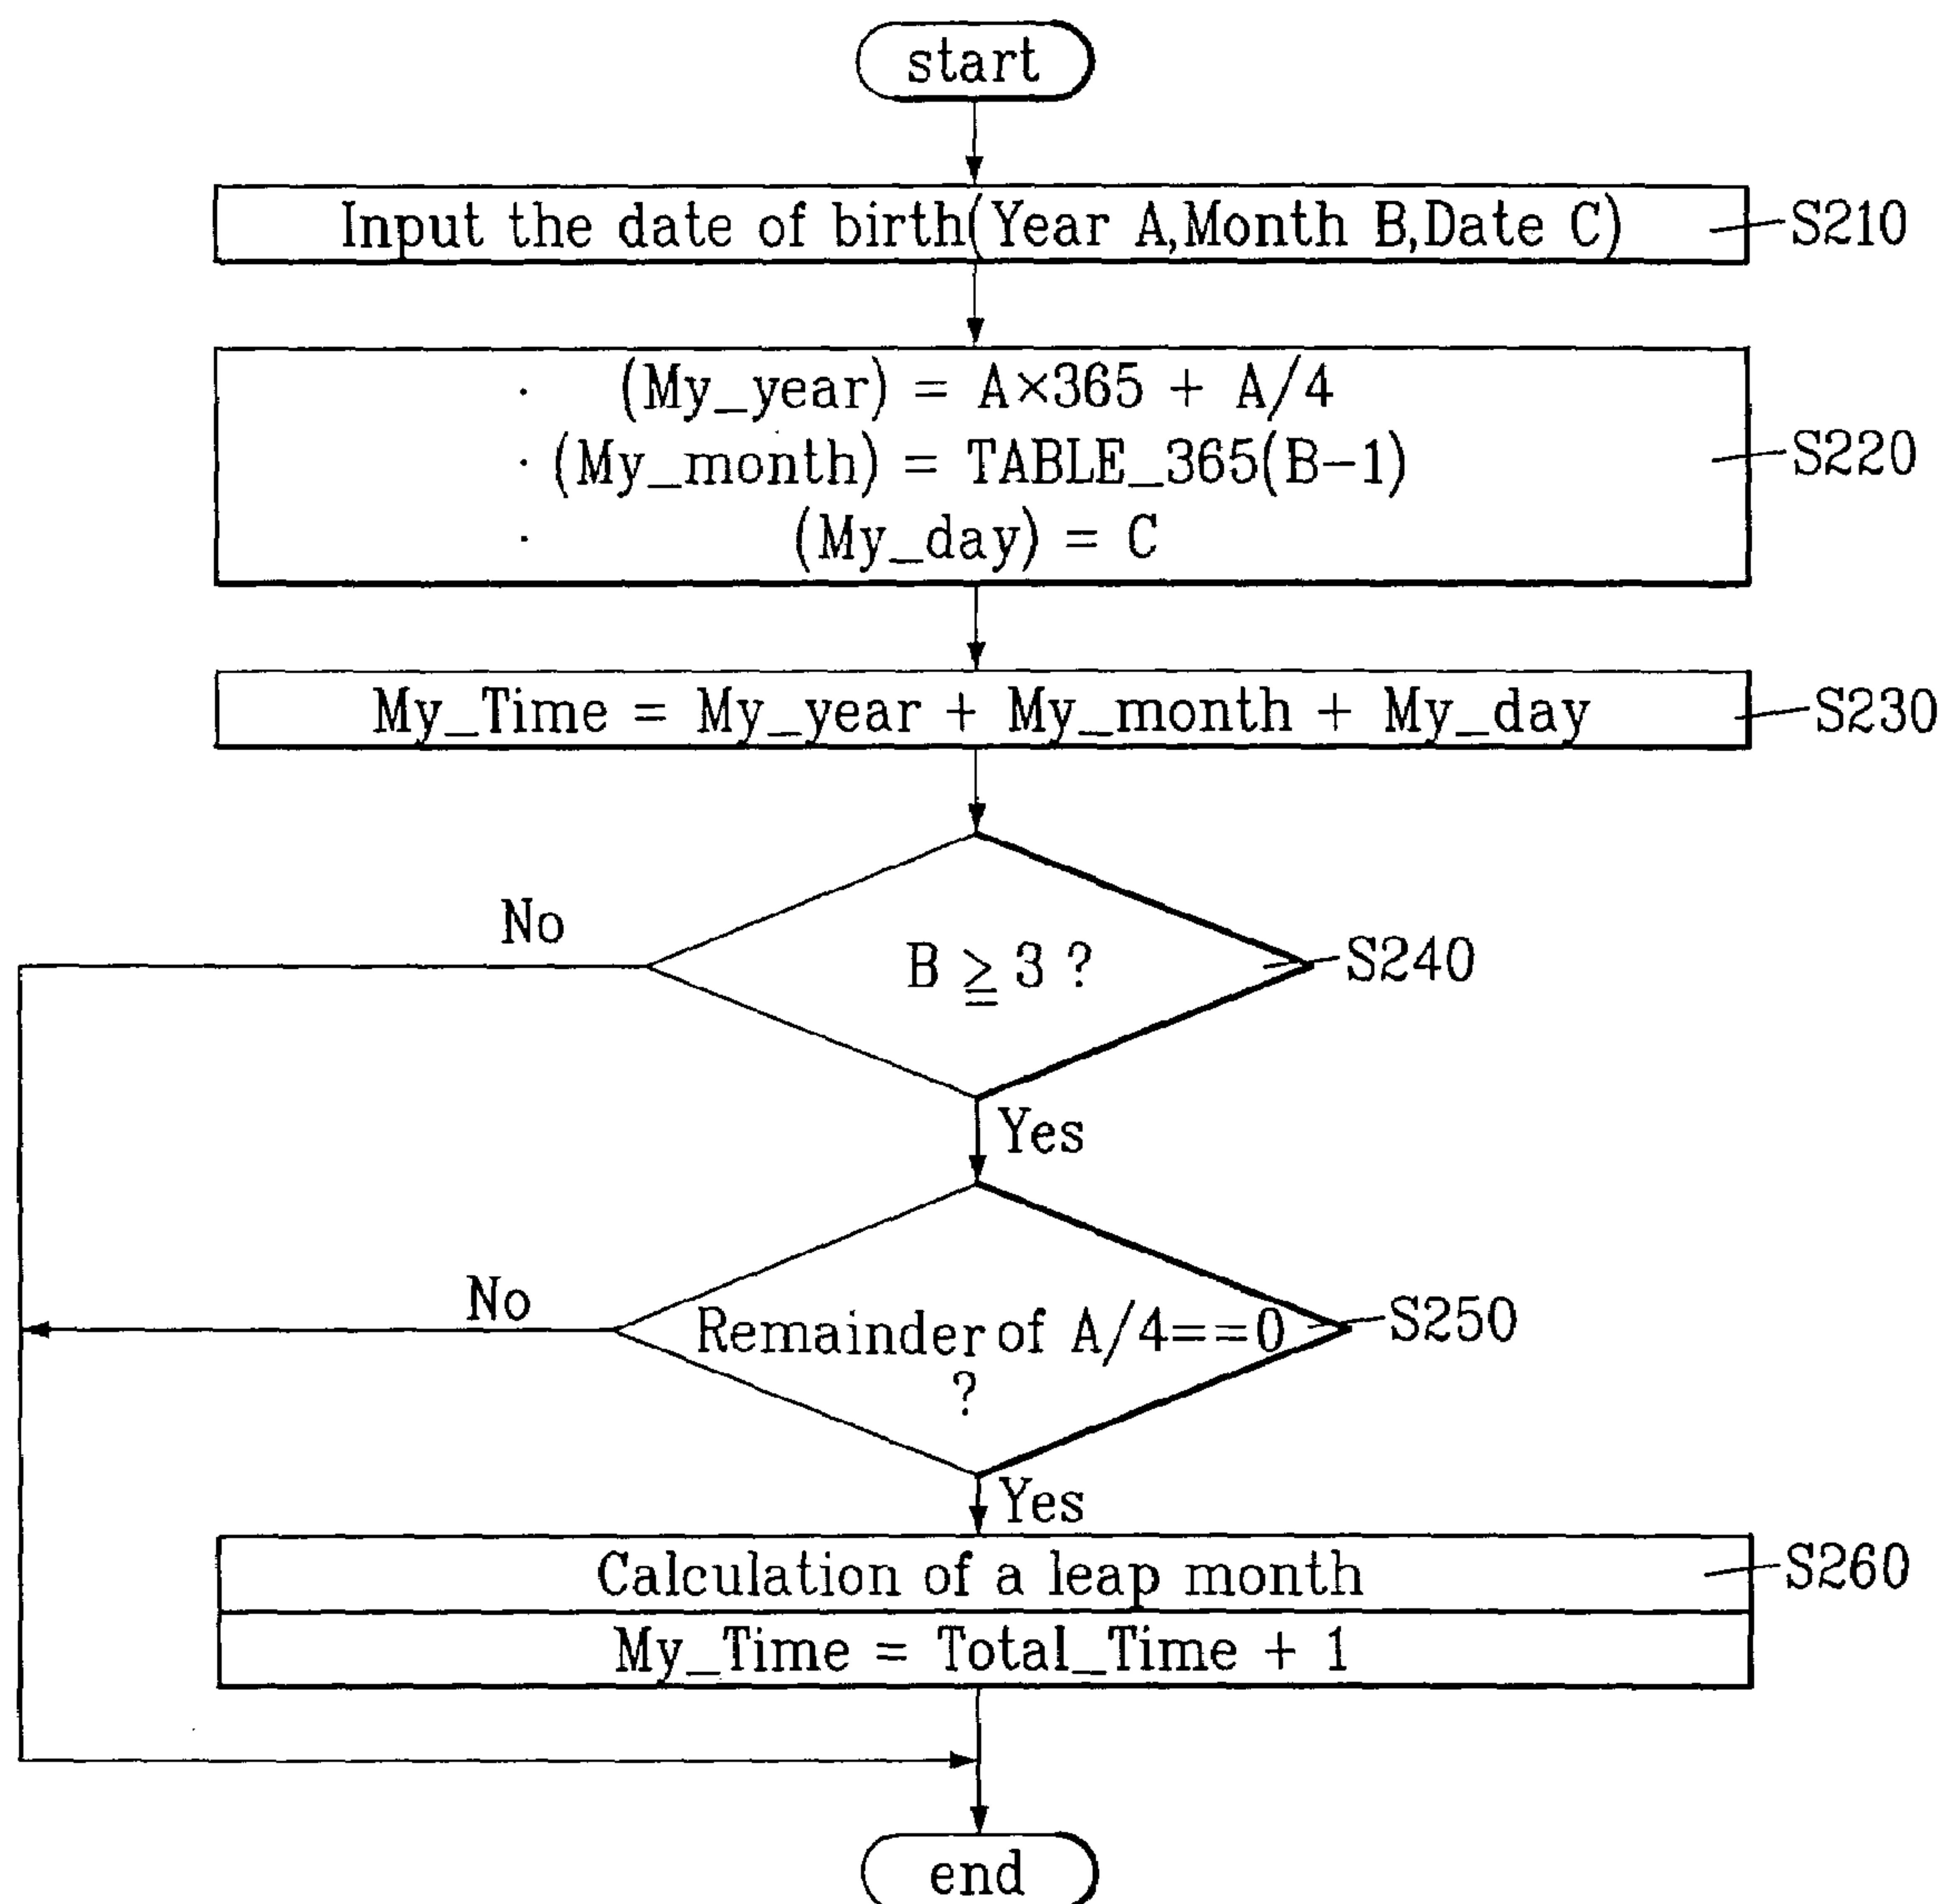 start
Input the date of birth(Year A,Month B,Date C)
S210
· (My_year) = A×365 + A/4
· (My_month) = TABLE_365(B-1)
· (My_day) = C
S220
My_Time = My_year + My_month + My_day
S230
No
B ≧ 3 ?
S240
Yes
No
Remainder of A/4==0
?
S250
Yes
Calculation of a leap month
S260
My_Time = Total_Time + 1
end